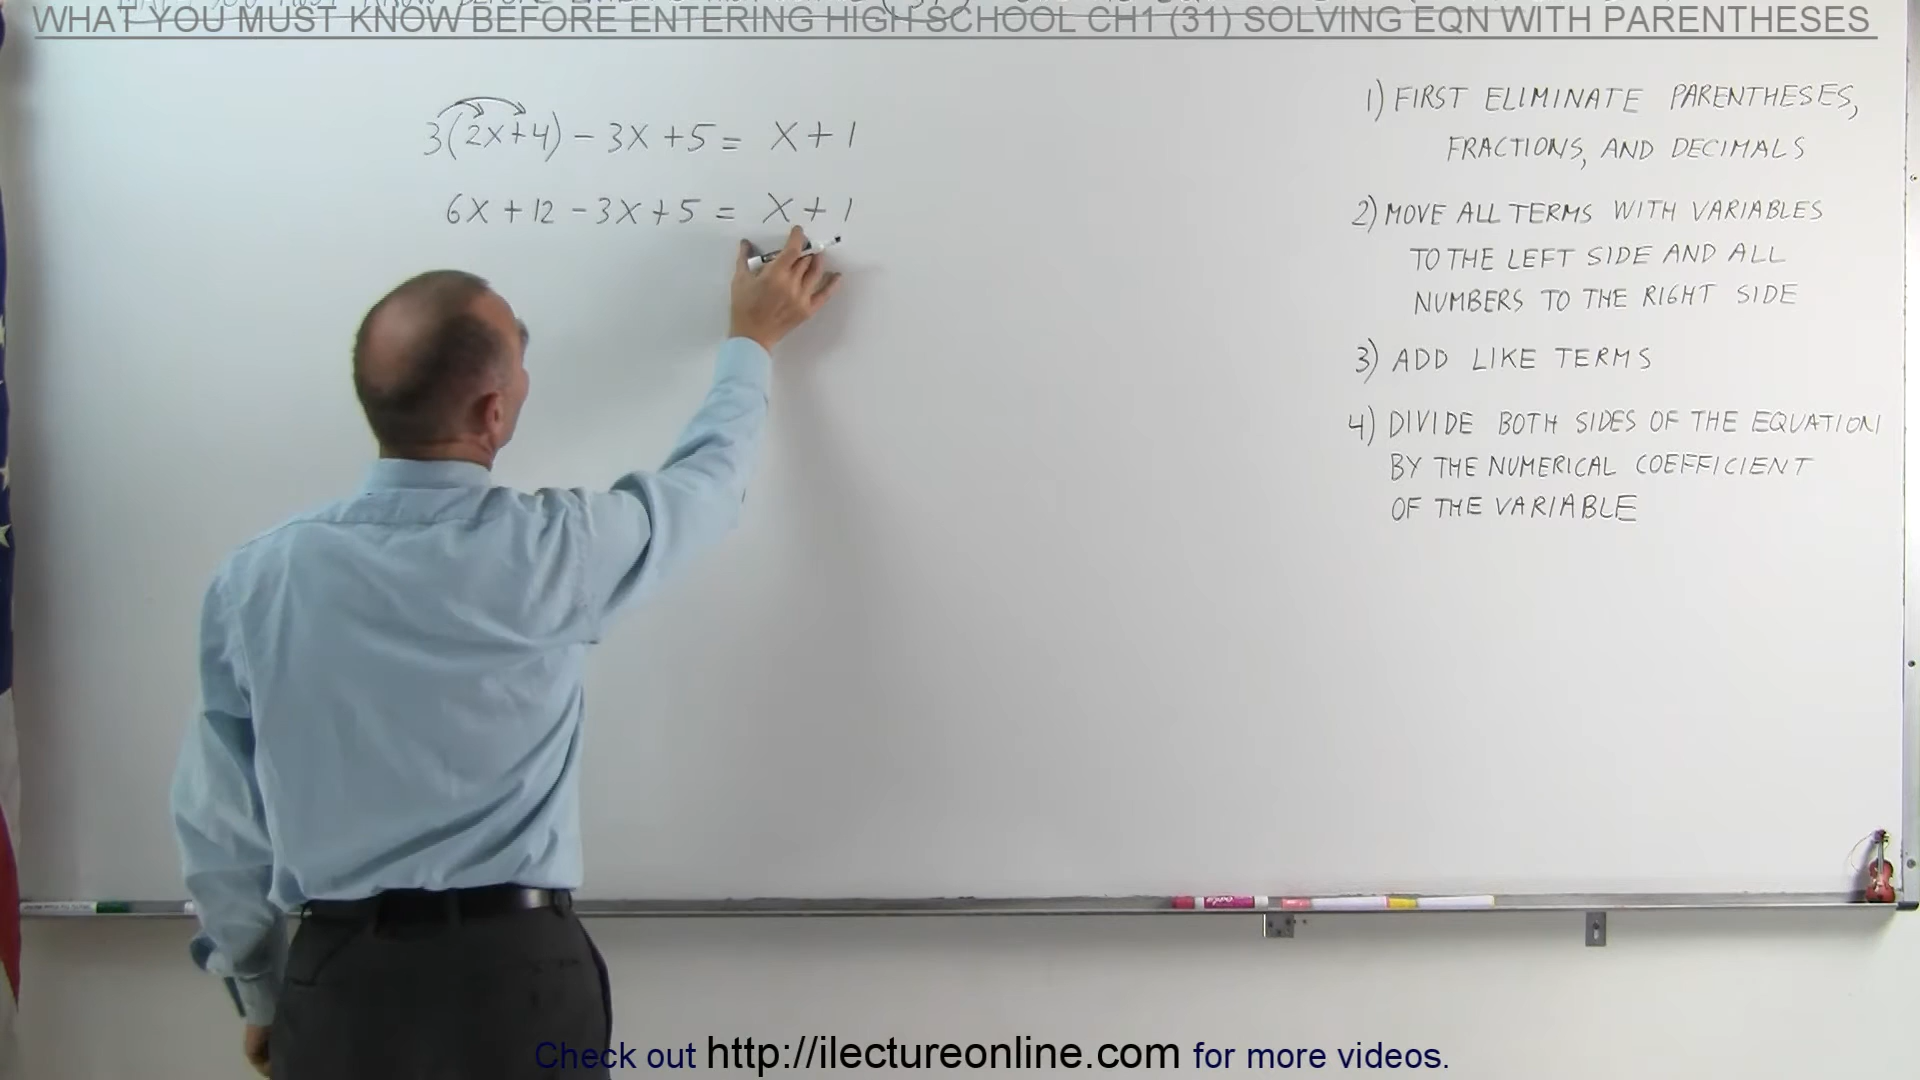 WHAT YOU MUST KNOW BEFORE ENTERING HIGH SCHOOL CH1 (31) SOLVING EQN WITH PARENTHESES
3(2X+4) - 3X + 5 = X + 1
6X + 12 - 3X + 5 = X + 1
1) FIRST ELIMINATE PARENTHESES,
FRACTIONS, AND DECIMALS
2) MOVE ALL TERMS WITH VARIABLES
TO THE LEFT SIDE AND ALL
NUMBERS TO THE RIGHT SIDE
3) ADD LIKE TERMS
4) DIVIDE BOTH SIDES OF THE EQUATION
BY THE NUMERICAL COEFFICIENT
OF THE VARIABLE
Check out http://ilectureonline.com for more videos.